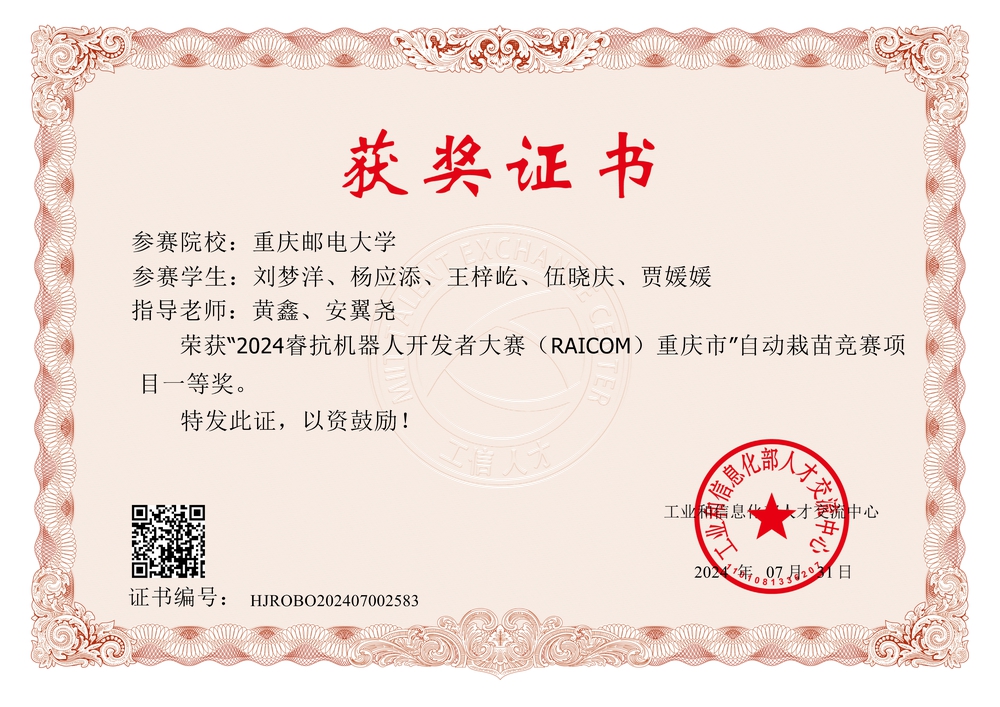 获奖证书
参赛院校：重庆邮电大学
参赛学生：刘梦洋、杨应添、王梓屹、伍晓庆、贾媛媛
指导老师：黄鑫、安翼尧
荣获“2024睿抗机器人开发者大赛（RAICOM）重庆市”自动栽苗竞赛项
目一等奖。
特发此证，以资鼓励！
MIIT TALENT EXCHANGE CENTER
工信人才
工业和信息化部人才交流中心
工业和信息化部人才交流中心
2024 年 07 月 31日
证书编号： HJROBO202407002583